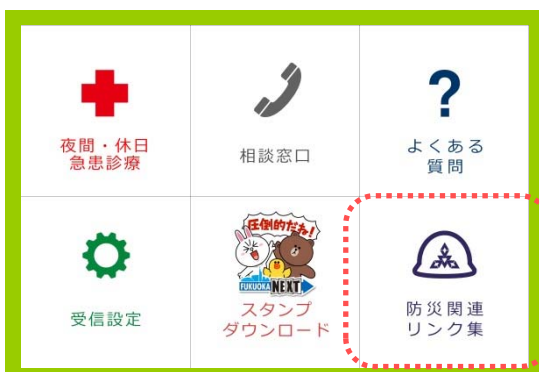 夜間・休日
急患診療
相談窓口
?
よくある
質問
受信設定
圧倒的だね!
FUKUOKA NEXT
スタンプ
ダウンロード
防災関連
リンク集